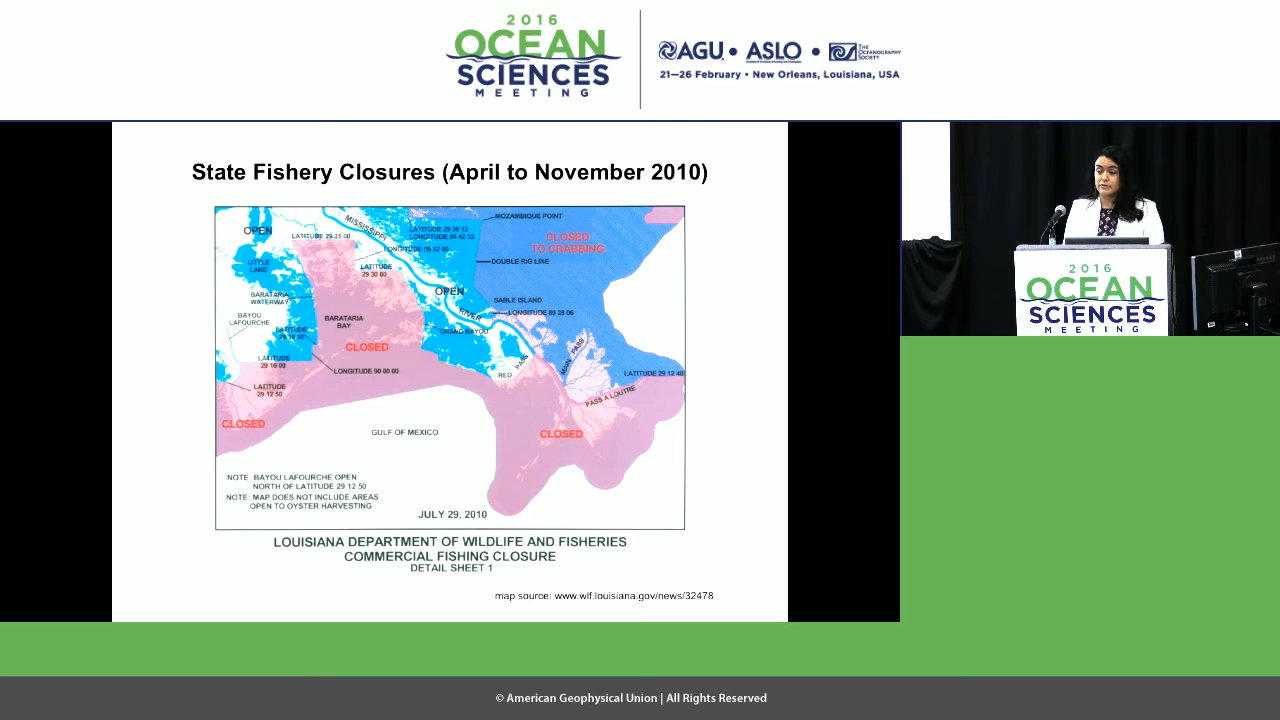 2016
OCEAN
SCIENCES
MEETING
AGU • ASLO • THE OCEANOGRAPHY SOCIETY
21—26 February • New Orleans, Louisiana, USA
State Fishery Closures (April to November 2010)
MOZAMBIQUE POINT
MISSISSIPPI
OPEN
LATITUDE 29 35 00
LATITUDE 29 38 12
LONGITUDE 89 42 32
CLOSED
TO CRABBING
LONGITUDE 89 52 00
LITTLE
LAKE
LATITUDE
29 30 00
DOUBLE RIG LINE
BARATARIA
WATERWAY
OPEN
SABLE ISLAND
LONGITUDE 89 28 06
RIVER
BAYOU
LAFOURCHE
BARATARIA
BAY
GRAND BAYOU
LATITUDE
CLOSED
MAIN PASS
LATITUDE
29 16 00
RED PASS
LONGITUDE 90 00 00
LATITUDE 29 12 40
LATITUDE
29 12 50
PASS A LOUTRE
CLOSED
GULF OF MEXICO
CLOSED
NOTE: BAYOU LAFOURCHE OPEN
NORTH OF LATITUDE 29 12 50
NOTE: MAP DOES NOT INCLUDE AREAS
OPEN TO OYSTER HARVESTING
JULY 29, 2010
LOUISIANA DEPARTMENT OF WILDLIFE AND FISHERIES
COMMERCIAL FISHING CLOSURE
DETAIL SHEET 1
map source: www.wlf.louisiana.gov/news/32478
2016
OCEAN
SCIENCES
MEETING
© American Geophysical Union | All Rights Reserved